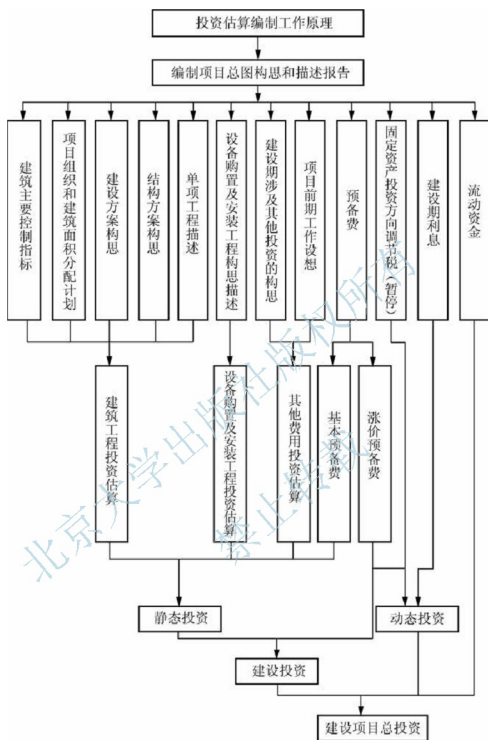 投资估算编制工作原理
编制项目总图构思和描述报告
建筑主要控制指标
项目组织和建筑面积分配计划
建设方案构思
结构方案构思
单项工程描述
设备购置及安装工程构思描述
建设期涉及其他投资的构思
项目前期工作设想
预备费
固定资产投资方向调节税（暂停）
建设期利息
流动资金
建筑工程投资估算
设备购置及安装工程投资估算
其他费用投资估算
基本预备费
涨价预备费
静态投资
动态投资
建设投资
建设项目总投资
北京大学出版社版权所有
禁止转载